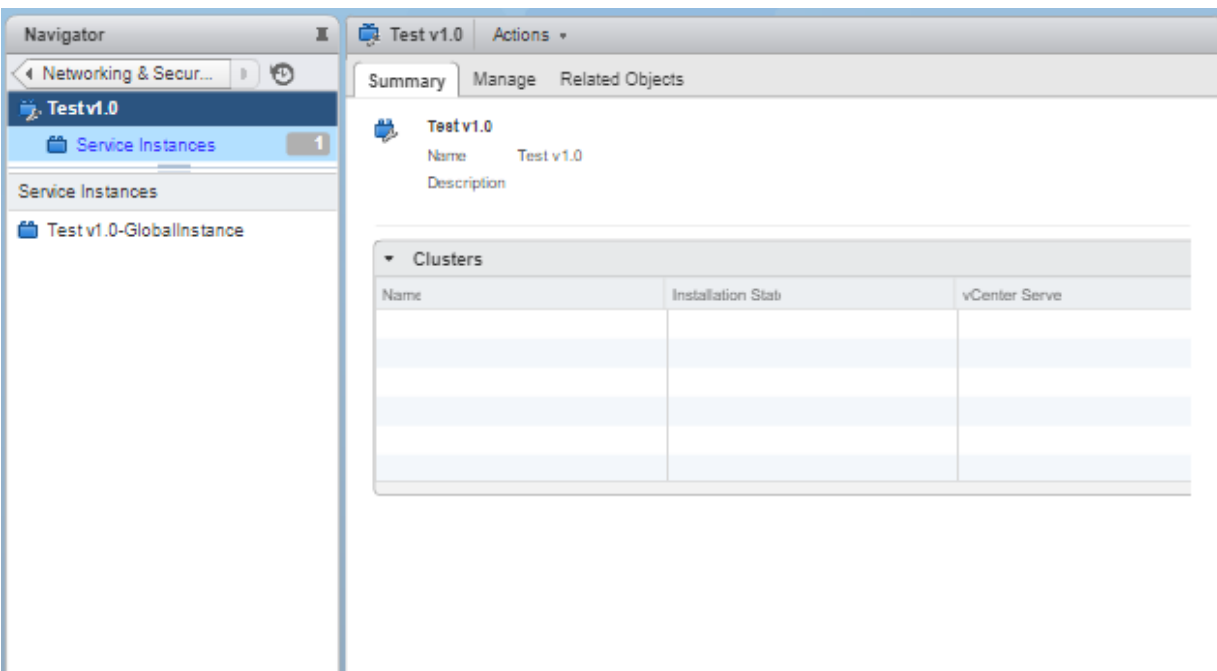 Navigator
Networking & Secur...
Test v1.0
Service Instances 1
Service Instances
Test v1.0-GlobalInstance
Test v1.0 Actions
Summary Manage Related Objects
Test v1.0
Name Test v1.0
Description
Clusters
Name Installation Stat vCenter Serve